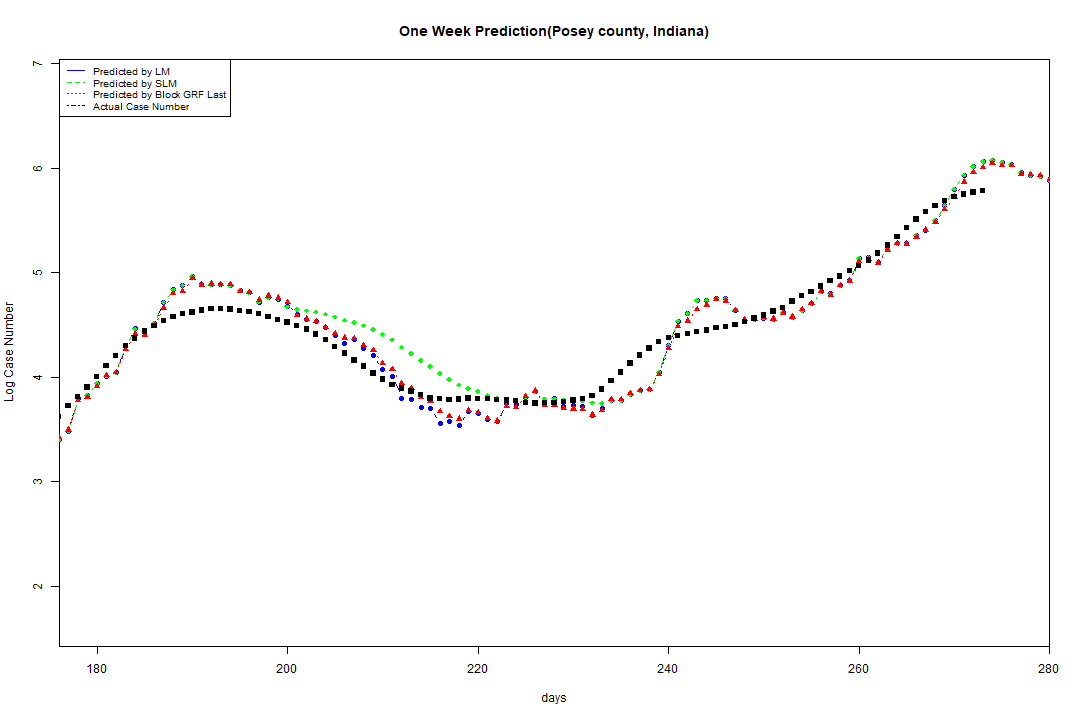 One Week Prediction(Posey county, Indiana)
7
6
5
4
3
2
Log Case Number
Predicted by LM
Predicted by SLM
Predicted by Block GRF Last
Actual Case Number
180 200 220 240 260 280
days